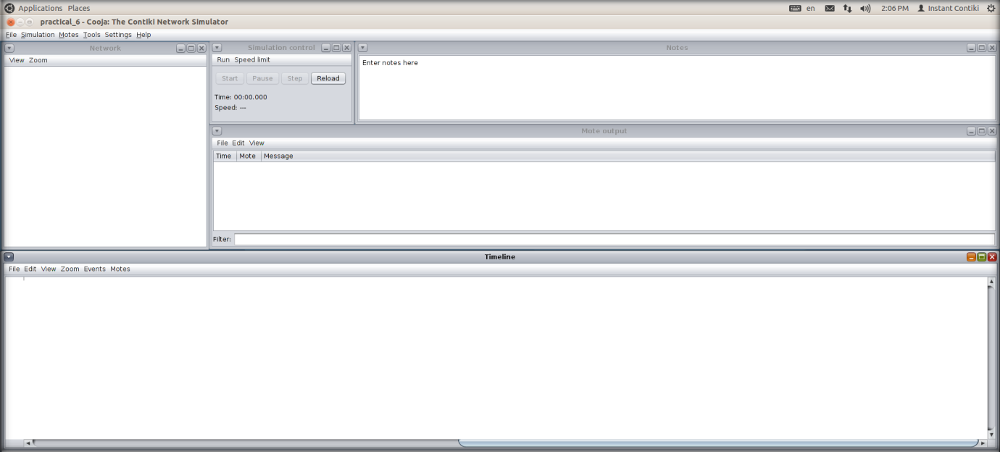 Applications Places
en
2:06 PM
Instant Contiki
practical_6 - Cooja: The Contiki Network Simulator
File Simulation Motes Tools Settings Help
Network
View Zoom
Simulation control
Run Speed limit
Start Pause Step Reload
Time: 00:00.000
Speed: ---
Notes
Enter notes here
Mote output
File Edit View
Time Mote Message
Filter:
Timeline
File Edit View Zoom Events Motes